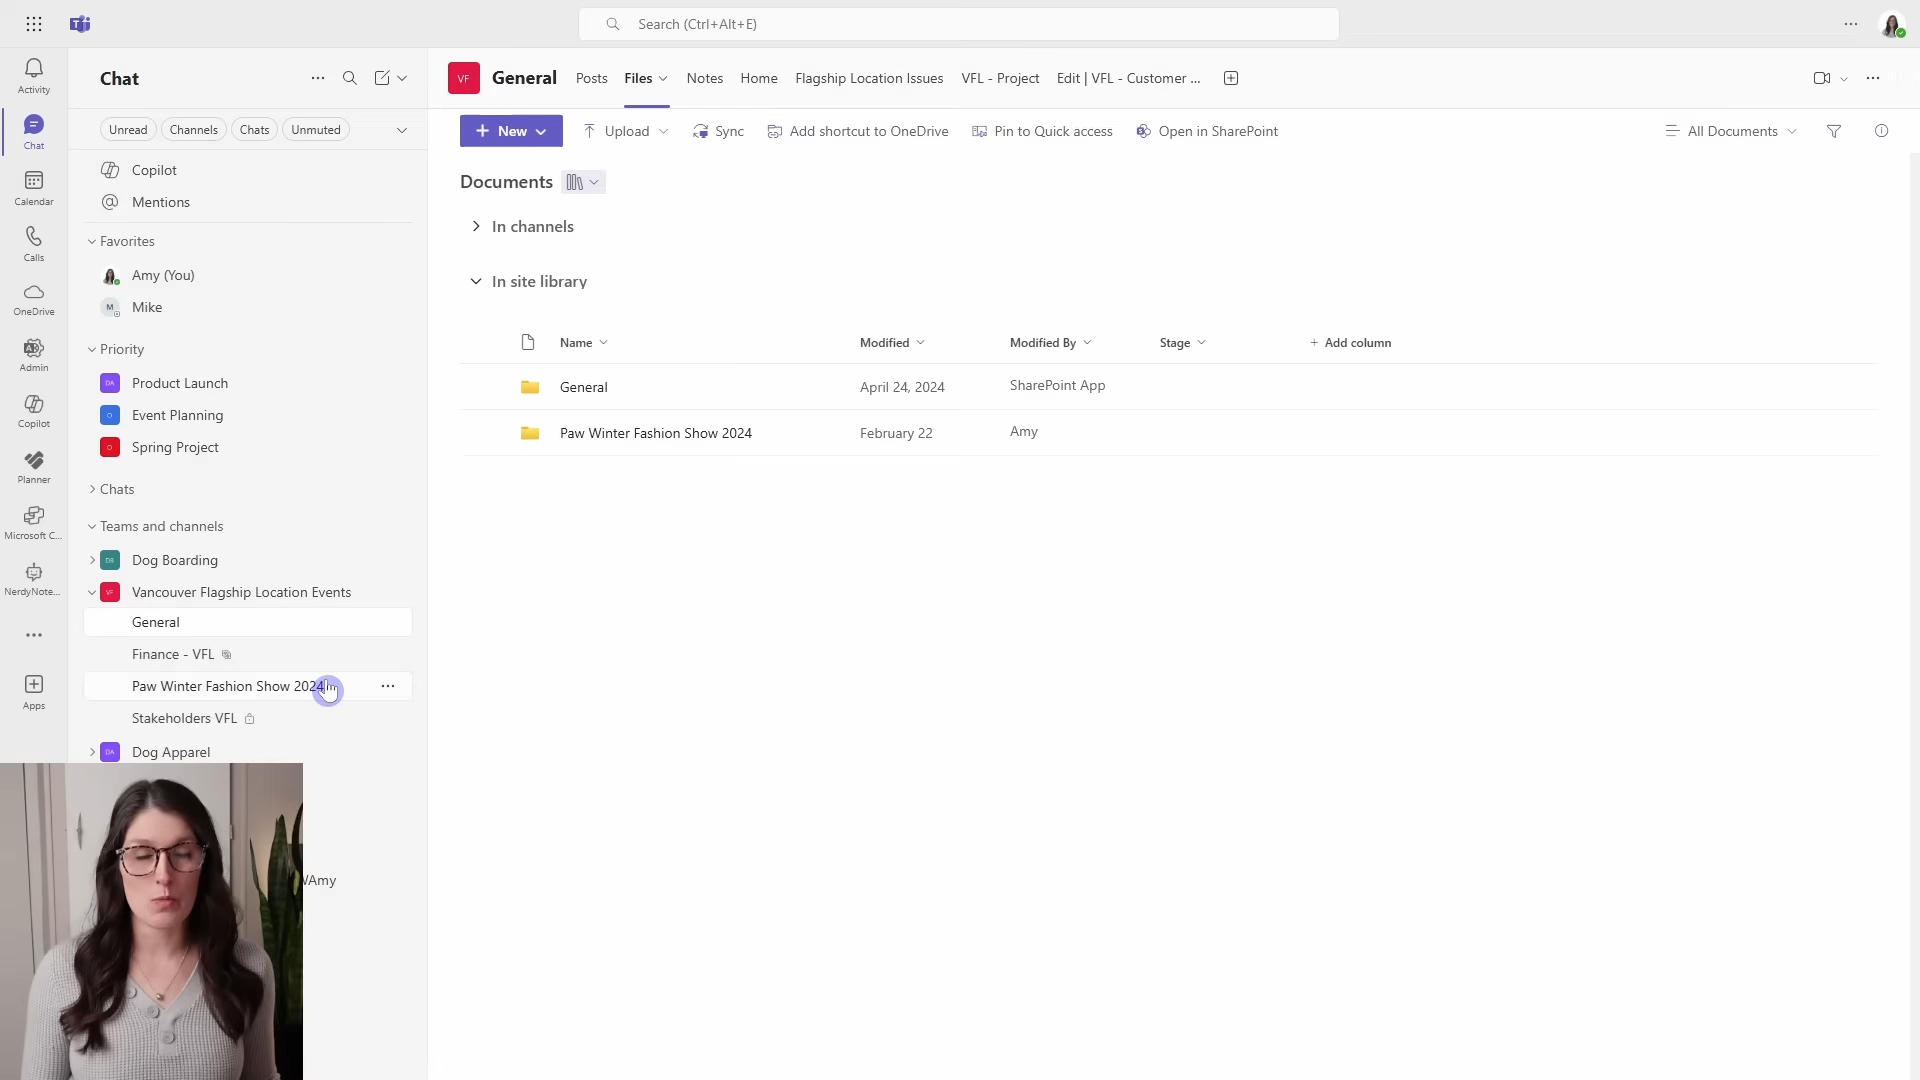 Search (Ctrl+Alt+E)
Activity
Chat
Calendar
Calls
OneDrive
Admin
Copilot
Planner
Microsoft C...
NerdyNote...
Apps
Chat
Unread
Channels
Chats
Unmuted
Copilot
Mentions
Favorites
Amy (You)
M
Mike
Priority
DA
Product Launch
Event Planning
Spring Project
Chats
Teams and channels
DB
Dog Boarding
VF
Vancouver Flagship Location Events
General
Finance - VFL
Paw Winter Fashion Show 2024
Stakeholders VFL
DA
Dog Apparel
/Amy
VF
General
Posts
Files
Notes
Home
Flagship Location Issues
VFL - Project
Edit | VFL - Customer ...
New
Upload
Sync
Add shortcut to OneDrive
Pin to Quick access
Open in SharePoint
All Documents
Documents
In channels
In site library
Name Modified Modified By Stage + Add column
General April 24, 2024 SharePoint App
Paw Winter Fashion Show 2024 February 22 Amy